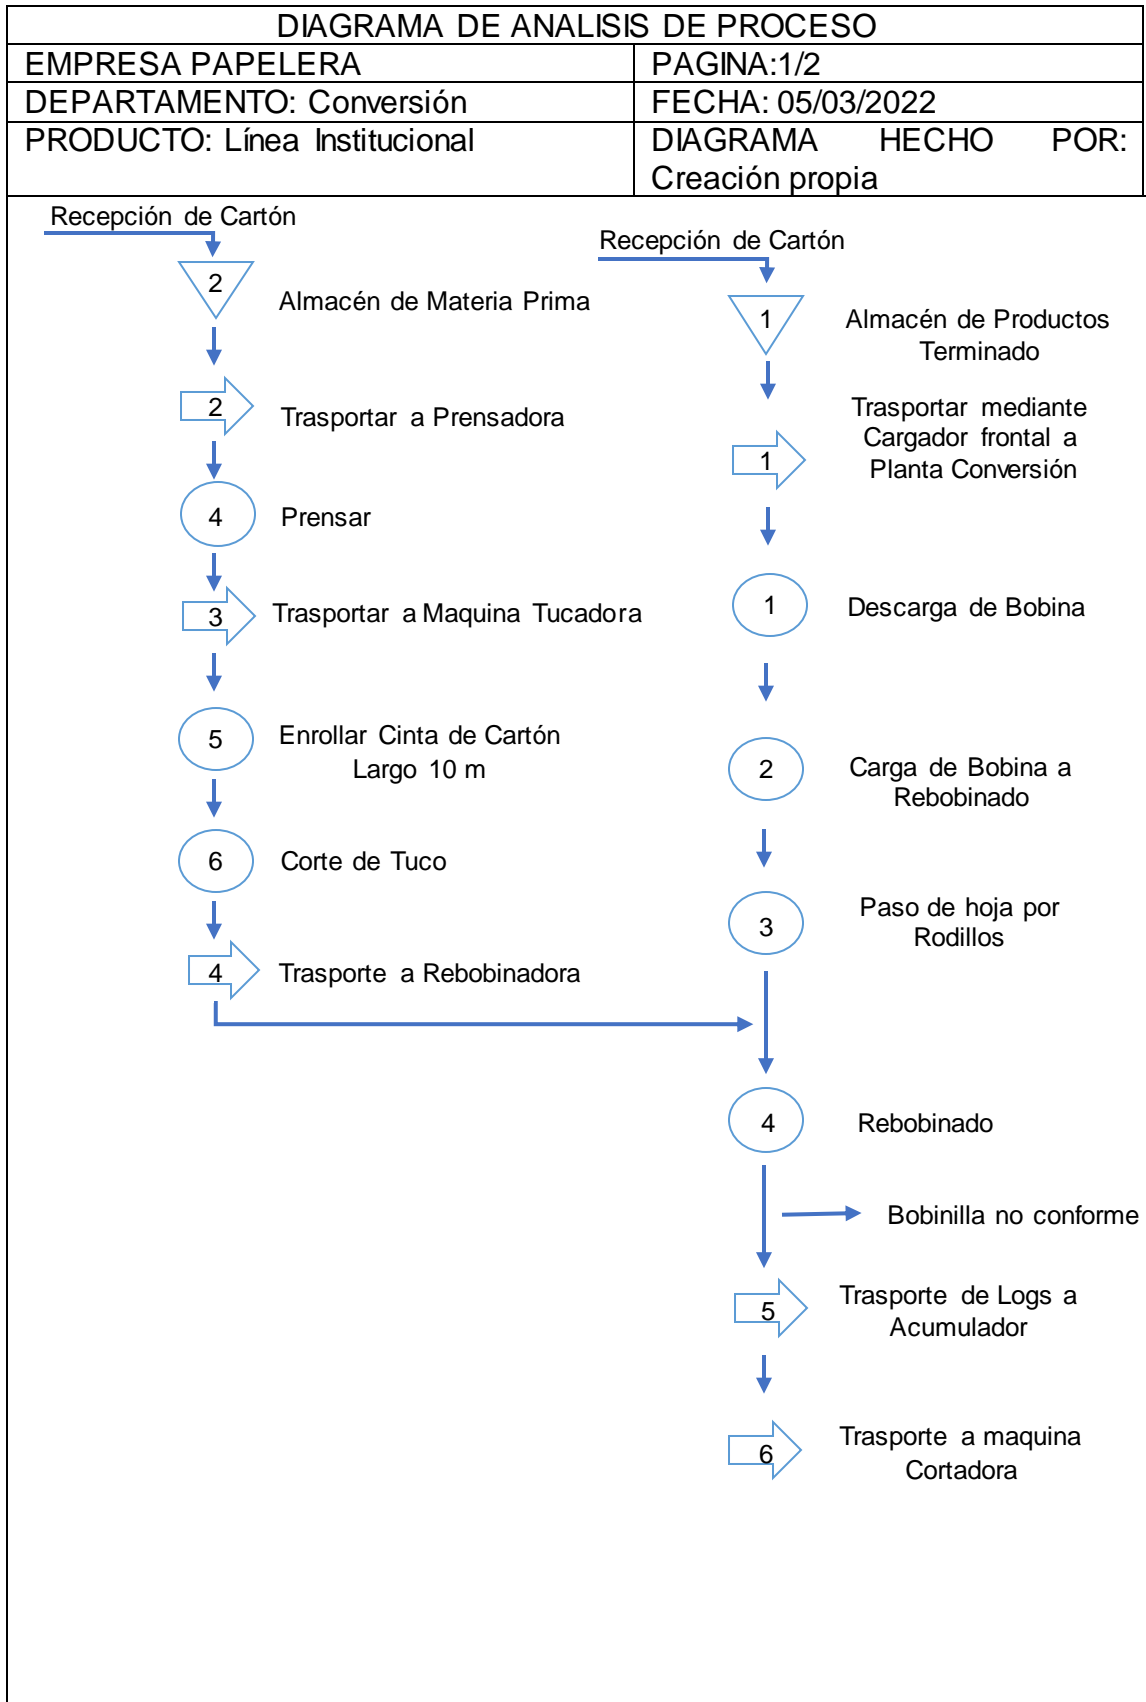 DIAGRAMA DE ANALISIS DE PROCESO
EMPRESA PAPELERA
PAGINA:1/2
DEPARTAMENTO: Conversión
FECHA: 05/03/2022
PRODUCTO: Línea Institucional
DIAGRAMA HECHO POR:
Creación propia
Recepción de Cartón
2
Almacén de Materia Prima
2
Trasportar a Prensadora
4
Prensar
3
Trasportar a Maquina Tucadora
5
Enrollar Cinta de Cartón
Largo 10 m
6
Corte de Tuco
4
Trasporte a Rebobinadora
Recepción de Cartón
1
Almacén de Productos
Terminado
1
Trasportar mediante
Cargador frontal a
Planta Conversión
1
Descarga de Bobina
2
Carga de Bobina a
Rebobinado
3
Paso de hoja por
Rodillos
4
Rebobinado
Bobinilla no conforme
5
Trasporte de Logs a
Acumulador
6
Trasporte a maquina
Cortadora